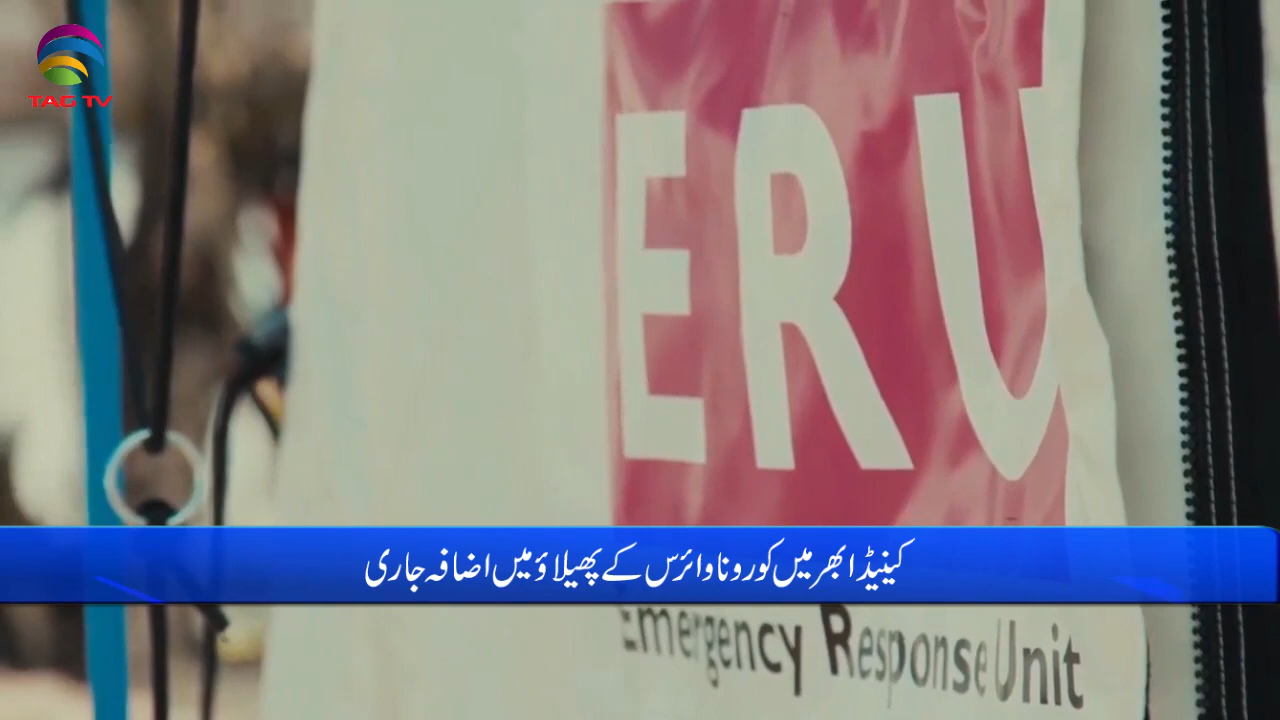 TAG TV
ERU
کینیڈا بھر میں کورونا وائرس کے پھیلاؤ میں اضافہ جاری
Emergency Response Unit